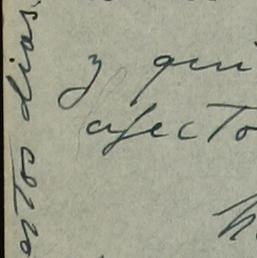 y qui
afecto
estos dias.